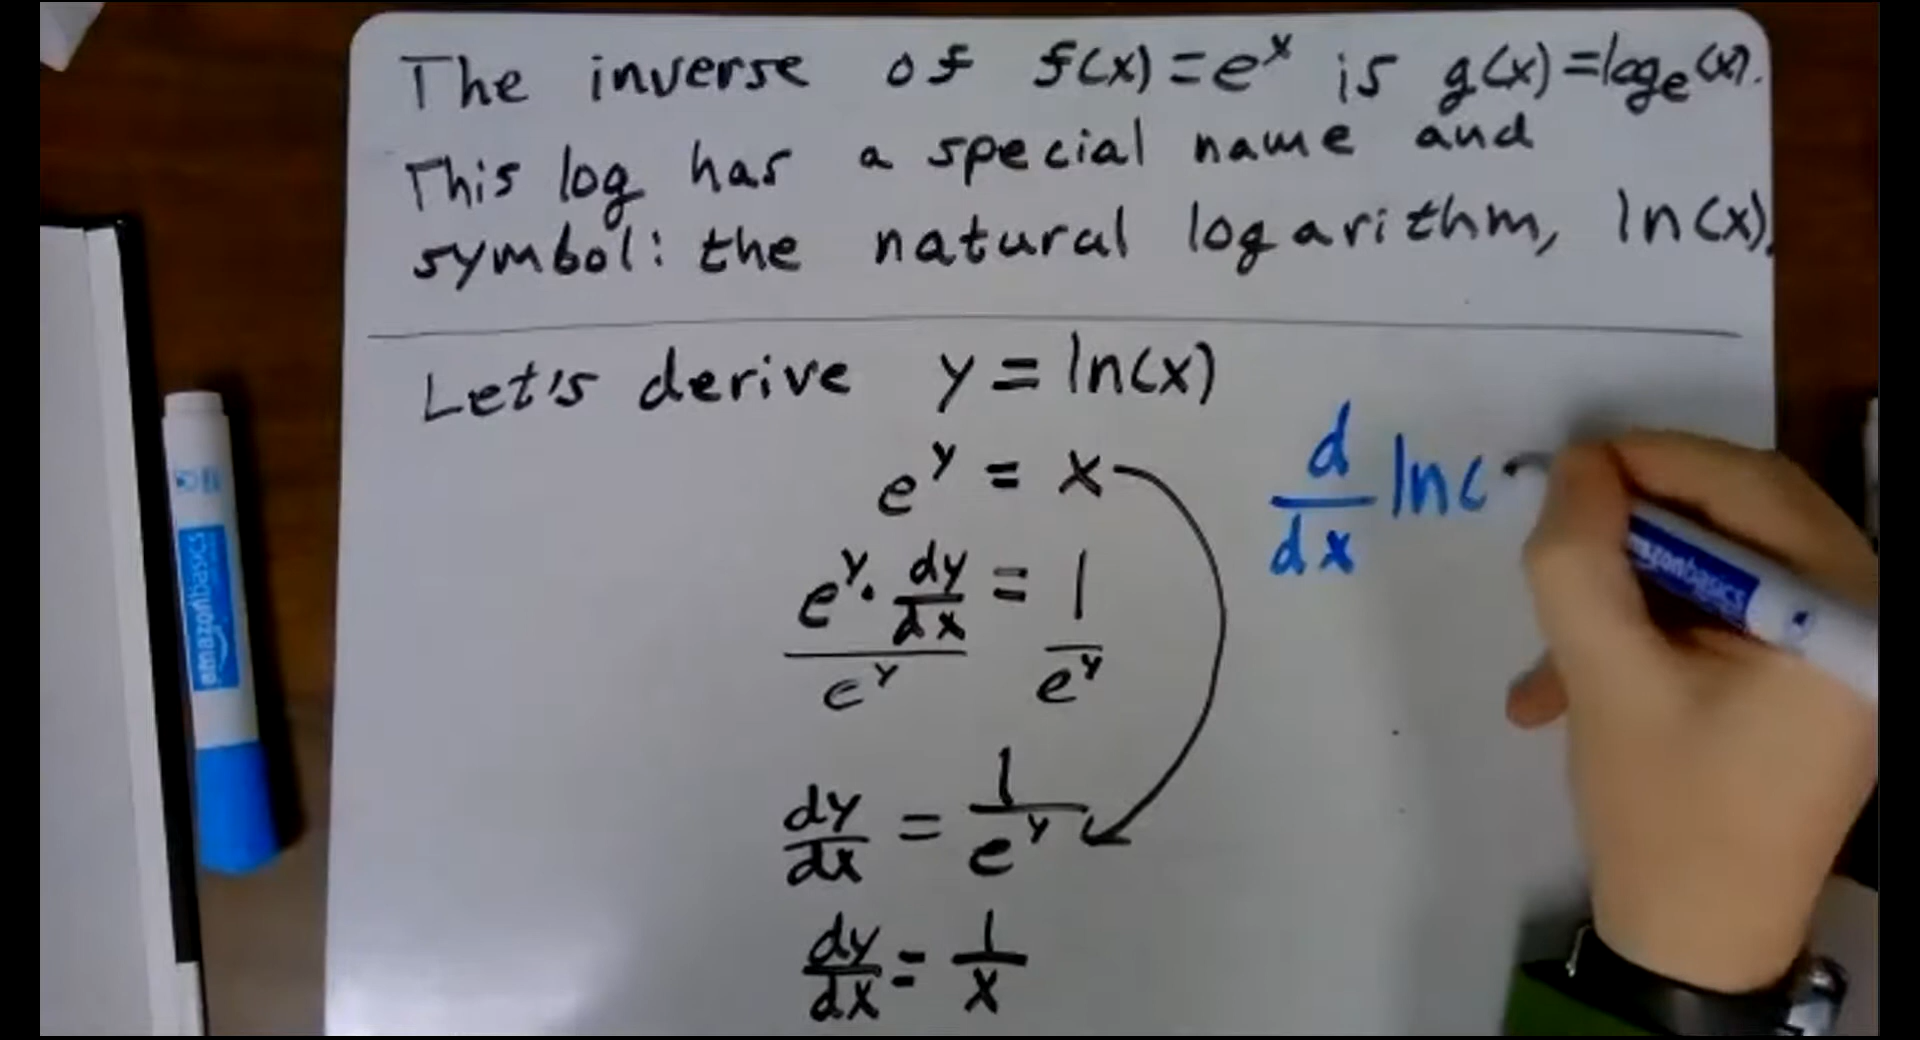 The inverse of f(x)=e^x is g(x)=log_e(x).
This log has a special name and
symbol: the natural logarithm, ln(x).
Let's derive y = ln(x)
e^y = x
e^y · dy/dx = 1
e^y e^y
dy/dx = 1/e^y
dy/dx = 1/x
d/dx ln(
amazonbasics
amazonbasics